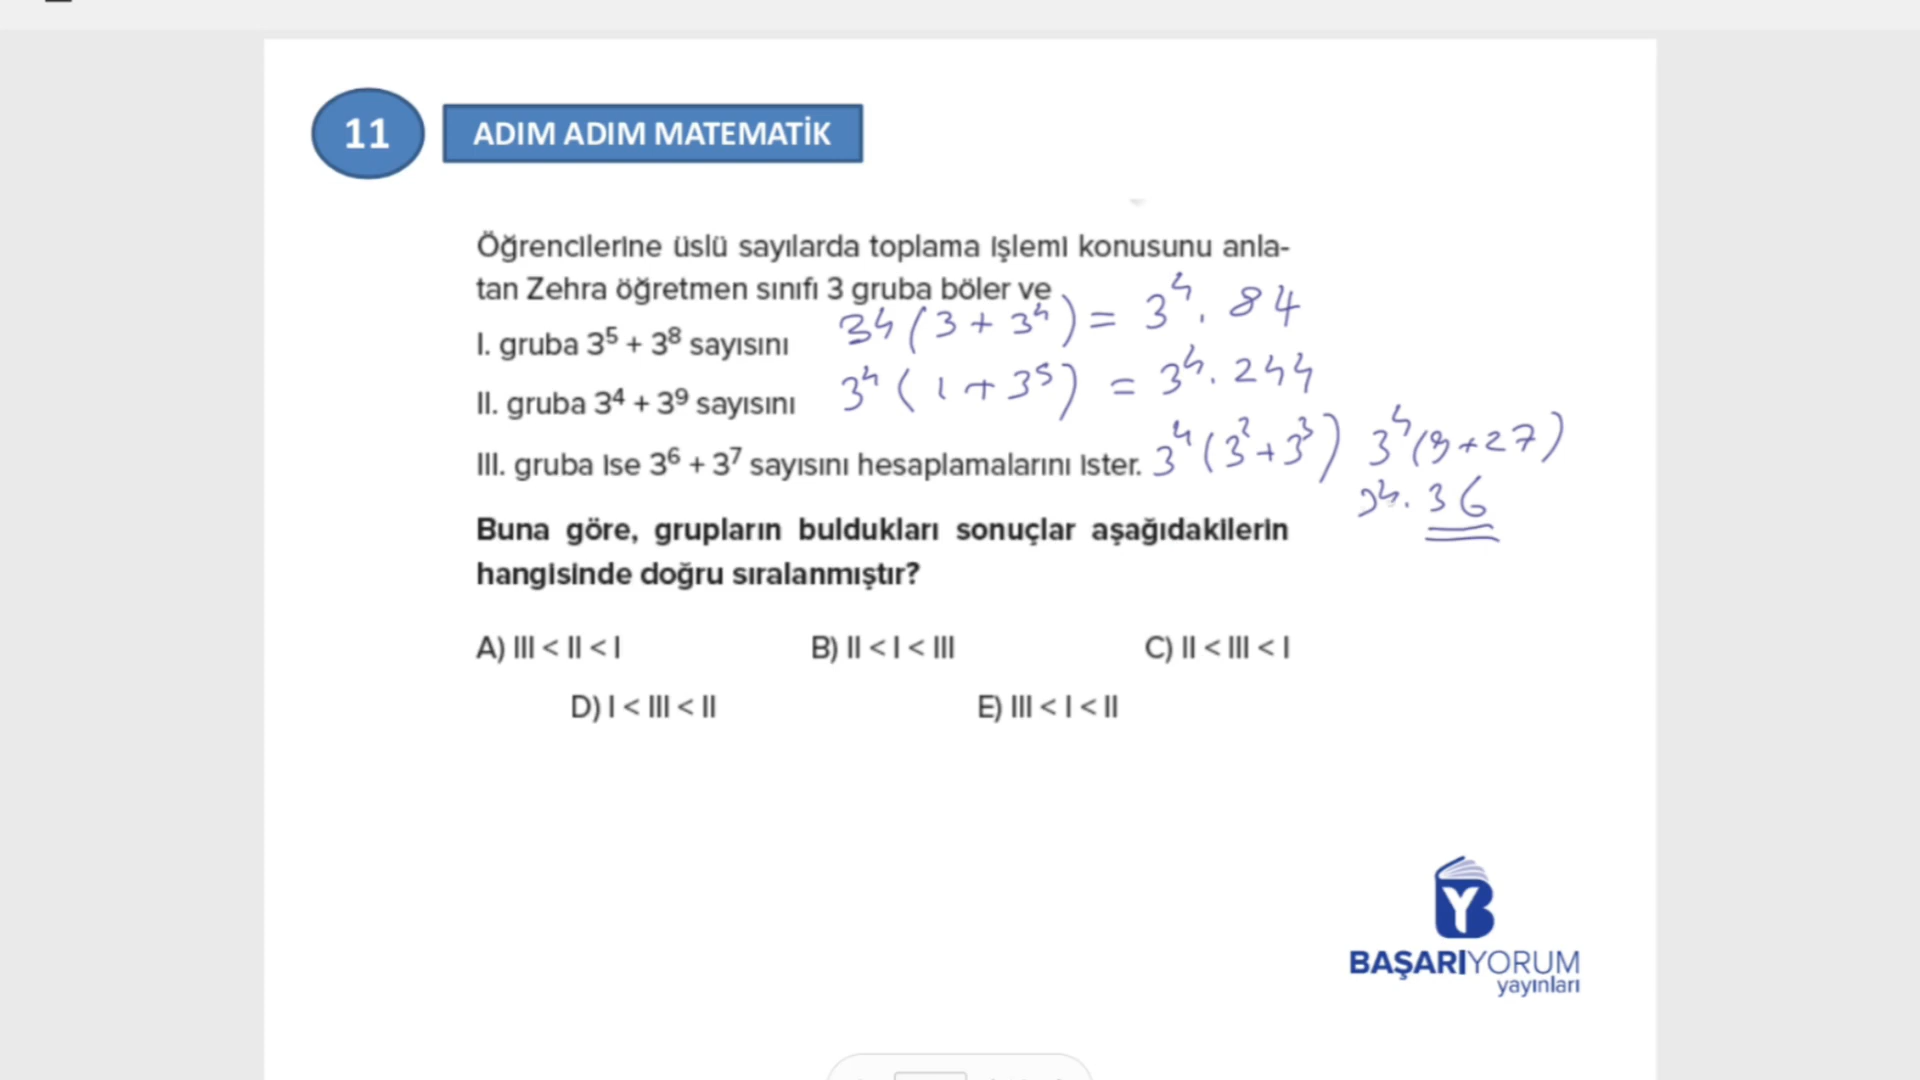 11
ADIM ADIM MATEMATİK
Öğrencilerine üslü sayılarda toplama işlemi konusunu anla-
tan Zehra öğretmen sınıfı 3 gruba böler ve
I. gruba 3⁵ + 3⁸ sayısını 3⁴(3 + 3⁴) = 3⁴. 84
II. gruba 3⁴ + 3⁹ sayısını 3⁴(1 + 3⁵) = 3⁴. 244
III. gruba ise 3⁶ + 3⁷ sayısını hesaplamalarını ister. 3⁴(3²+3³) 3⁴(9+27)
3⁴. 36
Buna göre, grupların buldukları sonuçlar aşağıdakilerin
hangisinde doğru sıralanmıştır?
A) III < II < I B) II < I < III C) II < III < I
D) I < III < II E) III < I < II
BAŞARIYORUM
yayınları